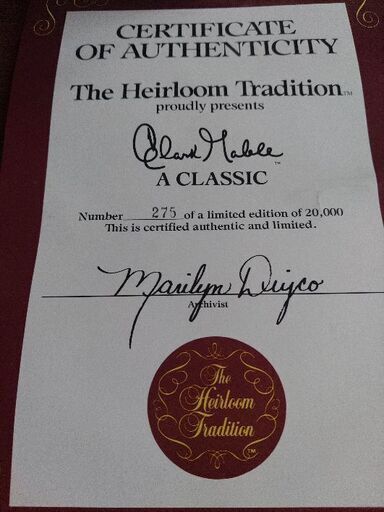 CERTIFICATE
OF AUTHENTICITY
The Heirloom Tradition™
proudly presents
Clark Gable™
A CLASSIC
Number 275 of a limited edition of 20,000
This is certified authentic and limited.
Marilyn
Archivist
The
Heirloom
Tradition
™